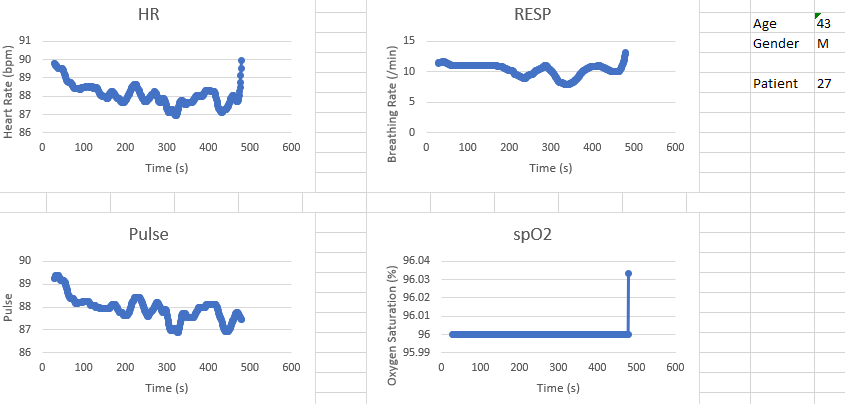 HR
Heart Rate (bpm)
91
90
89
88
87
86
0 100 200 300 400 500 600
Time (s)
RESP
Breathing Rate (/min)
15
10
5
0
0 100 200 300 400 500 600
Time (s)
Age 43
Gender M
Patient 27
Pulse
Pulse
90
89
88
87
86
0 100 200 300 400 500 600
Time (s)
spO2
Oxygen Saturation (%)
96.04
96.03
96.02
96.01
96
95.99
0 100 200 300 400 500 600
Time (s)